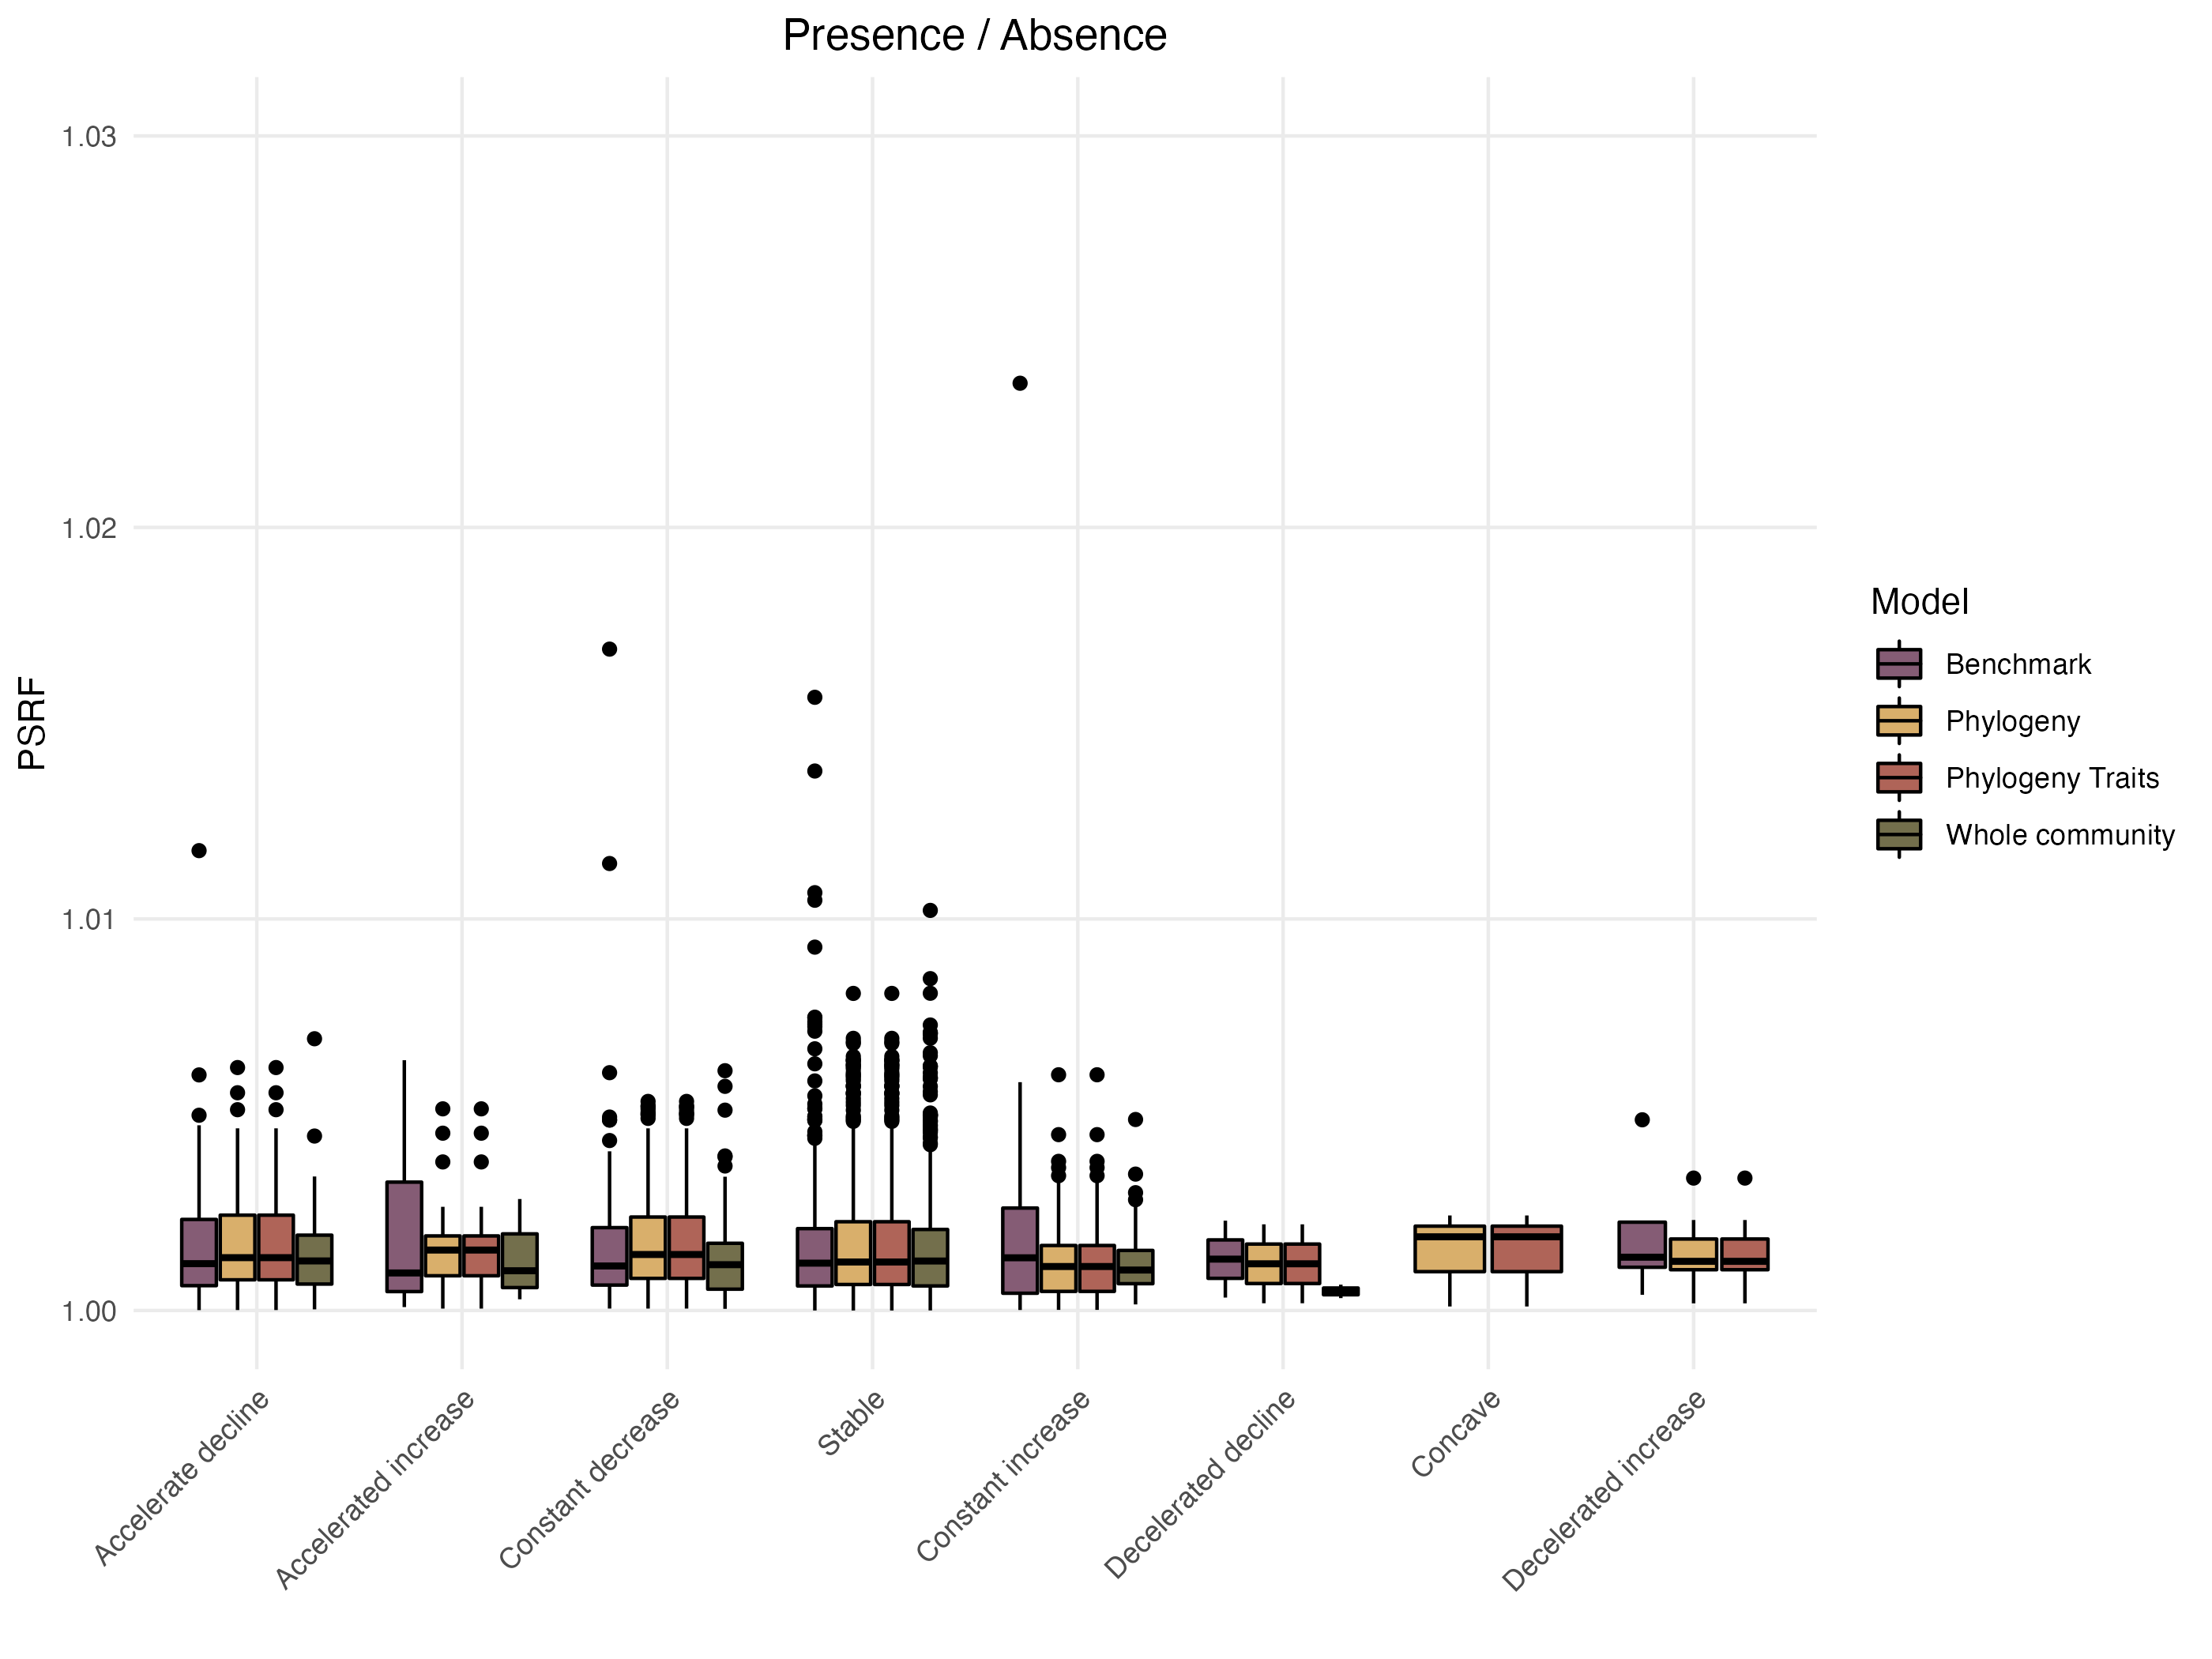 Presence / Absence
1.03
1.02
1.01
1.00
PSRF
Accelerate decline
Accelerated increase
Constant decrease
Stable
Constant increase
Decelerated decline
Concave
Decelerated increase
Model
Benchmark
Phylogeny
Phylogeny Traits
Whole community